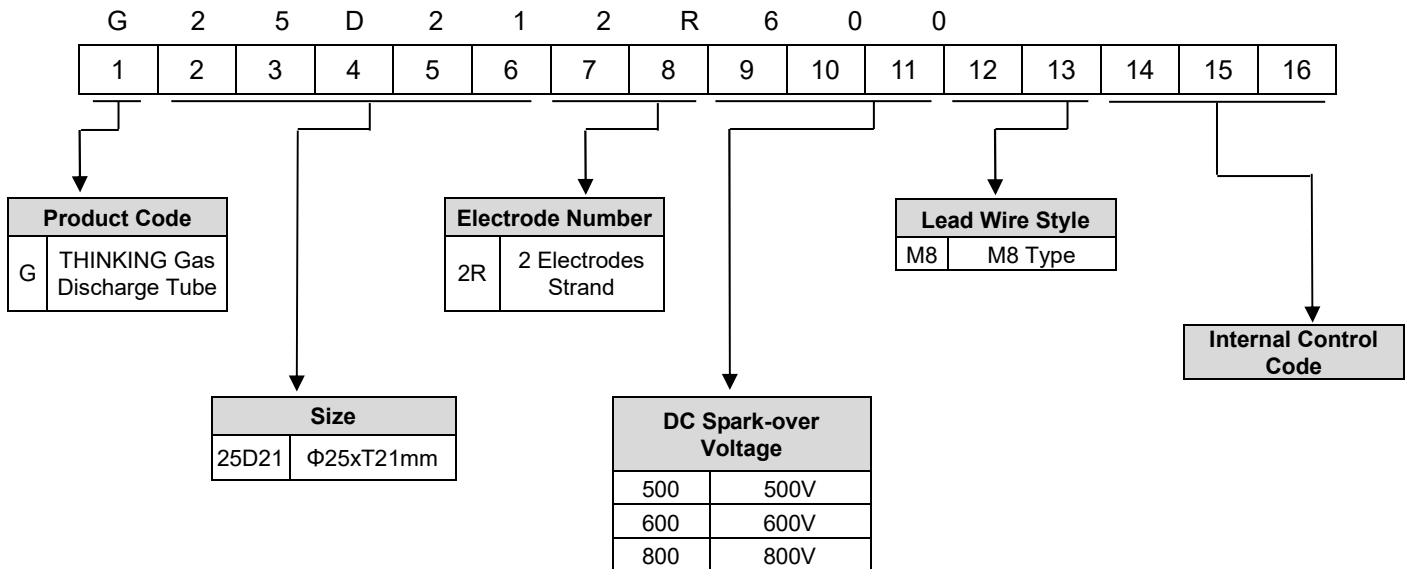 G 2 5 D 2 1 2 R 6 0 0
1 2 3 4 5 6 7 8 9 10 11 12 13 14 15 16
Product Code
G THINKING Gas
Discharge Tube
Electrode Number
2R 2 Electrodes
Strand
Lead Wire Style
M8 M8 Type
Internal Control
Code
Size
25D21 Φ25xT21mm
DC Spark-over
Voltage
500 500V
600 600V
800 800V